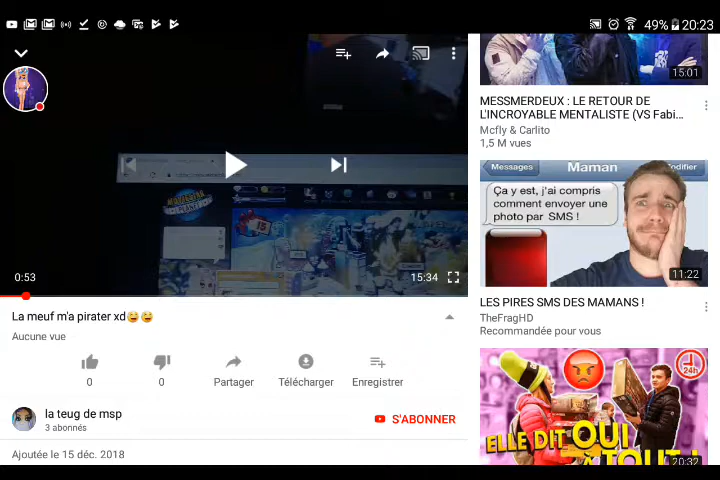 49% 20:23
0:53
15:34
La meuf m'a pirater xd😂😂
Aucune vue
0
0
Partager
Télécharger
Enregistrer
la teug de msp
3 abonnés
S'ABONNER
Ajoutée le 15 déc. 2018
15:01
MESSMERDEUX : LE RETOUR DE
L'INCROYABLE MENTALISTE (VS Fabi...
Mcfly & Carlito
1,5 M vues
Messages
Maman
Modifier
Ça y est, j'ai compris
comment envoyer une
photo par SMS !
11:22
LES PIRES SMS DES MAMANS !
TheFragHD
Recommandée pour vous
24h
ELLE DIT OUI
À TOUT !
20:32